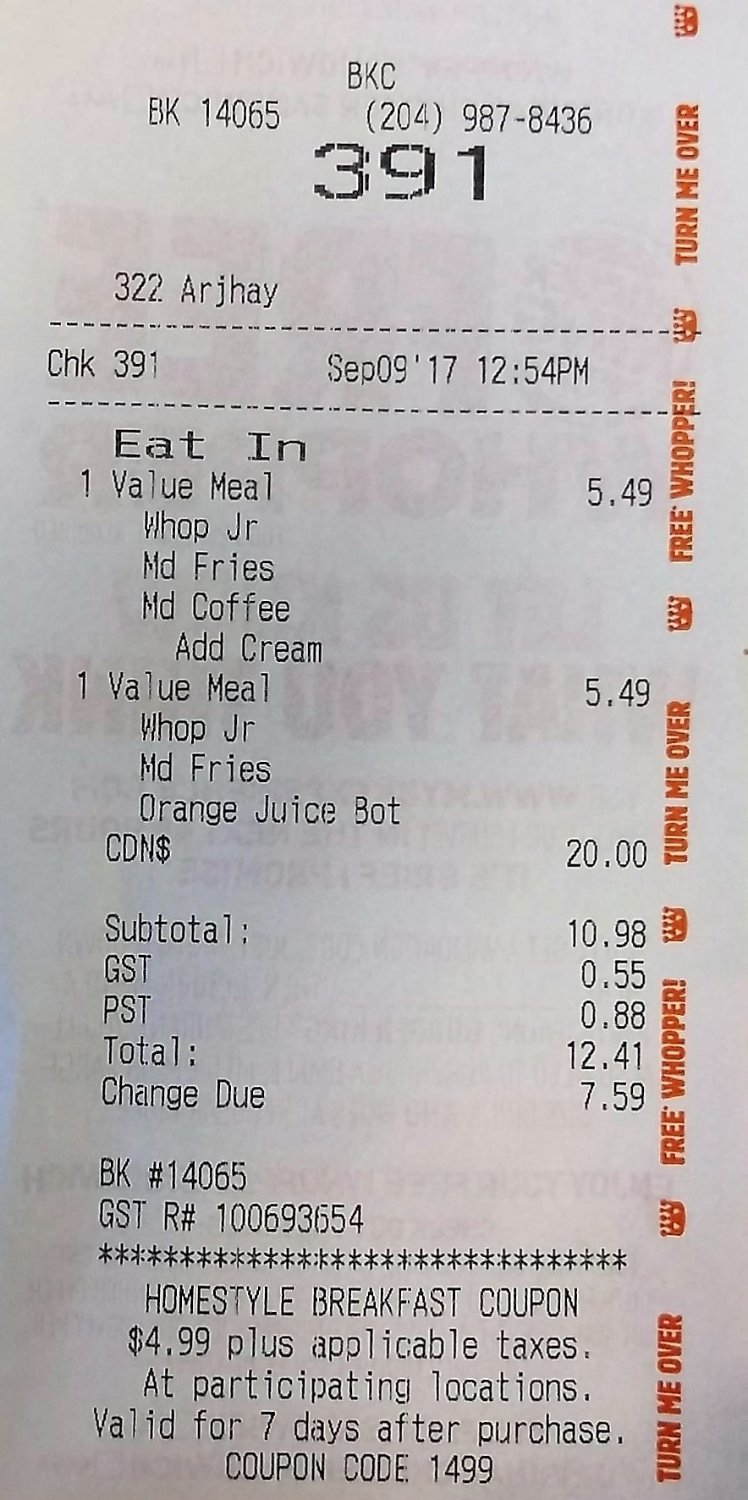 BKC
BK 14065 (204) 987-8436
391
322 Arjhay
Chk 391 Sep09'17 12:54PM
Eat In
1 Value Meal 5.49
Whop Jr
Md Fries
Md Coffee
Add Cream
1 Value Meal 5.49
Whop Jr
Md Fries
Orange Juice Bot
CDN$ 20.00
Subtotal: 10.98
GST 0.55
PST 0.88
Total: 12.41
Change Due 7.59
BK #14065
GST R# 100693654
*********************************
HOMESTYLE BREAKFAST COUPON
$4.99 plus applicable taxes.
At participating locations.
Valid for 7 days after purchase.
COUPON CODE 1499
TURN ME OVER
FREE* WHOPPER!
TURN ME OVER
FREE* WHOPPER!
TURN ME OVER